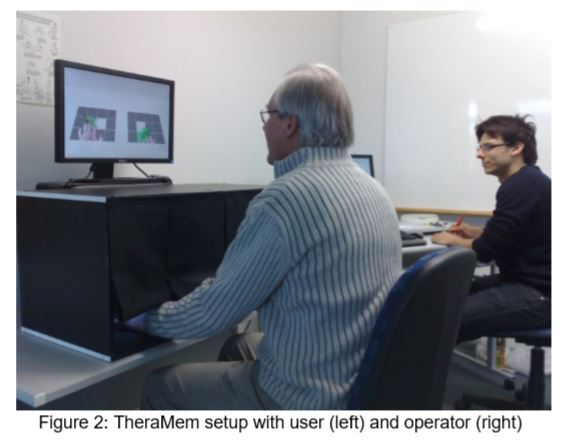 Figure 2: TheraMem setup with user (left) and operator (right)